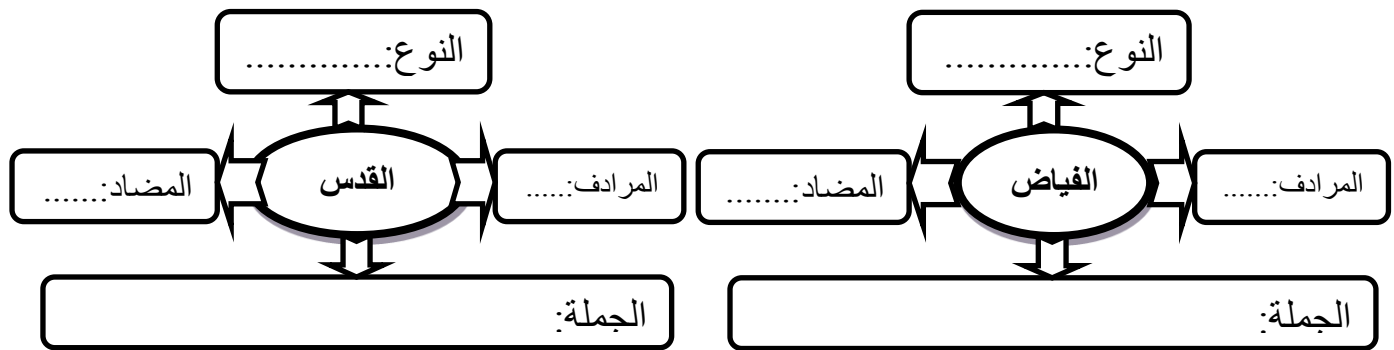 النوع:.............
النوع:.............
المرادف:......
الفياض
المضاد:.......
المرادف:.....
القدس
المضاد:.......
الجملة:
الجملة: